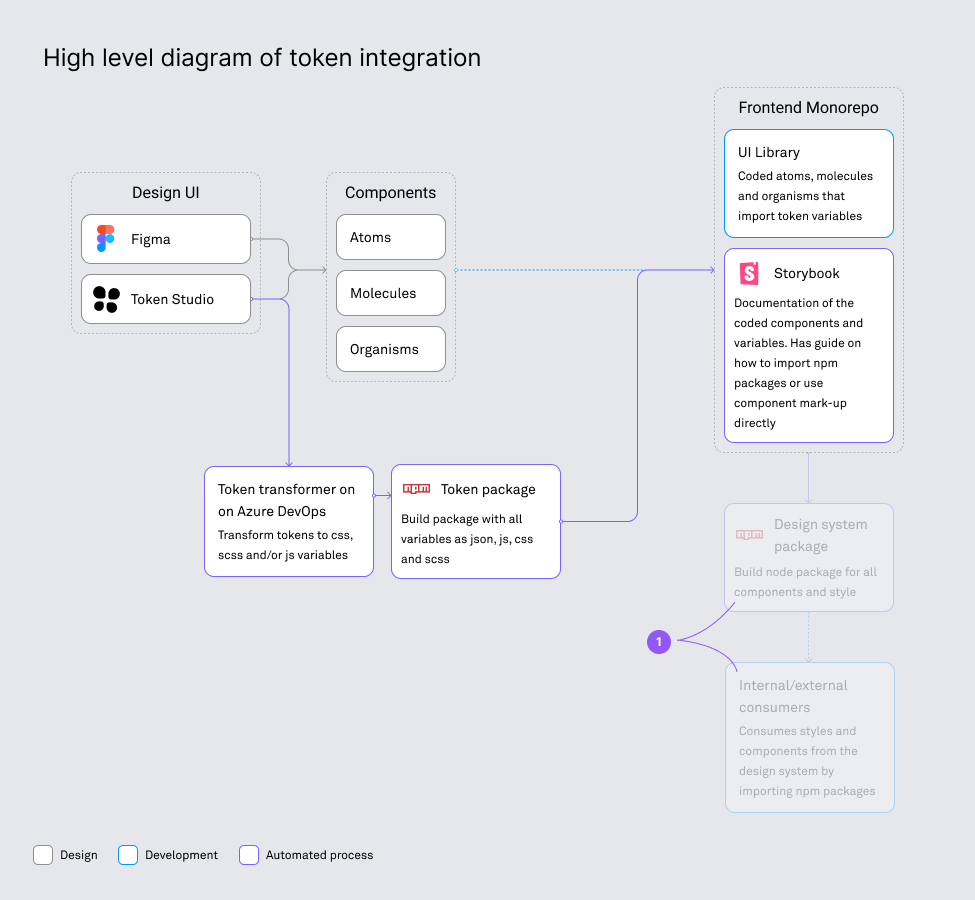 High level diagram of token integration
Frontend Monorepo
UI Library
Coded atoms, molecules
and organisms that
import token variables
Design UI
Figma
Token Studio
Components
Atoms
Molecules
Organisms
Storybook
Documentation of the
coded components and
variables. Has guide on
how to import npm
packages or use
component mark-up
directly
Token transformer on
on Azure DevOps
Transform tokens to css,
scss and/or js variables
npm
Token package
Build package with all
variables as json, js, css
and scss
npm
Design system
package
Build node package for all
components and style
1
Internal/external
consumers
Consumes styles and
components from the
design system by
importing npm packages
Design
Development
Automated process